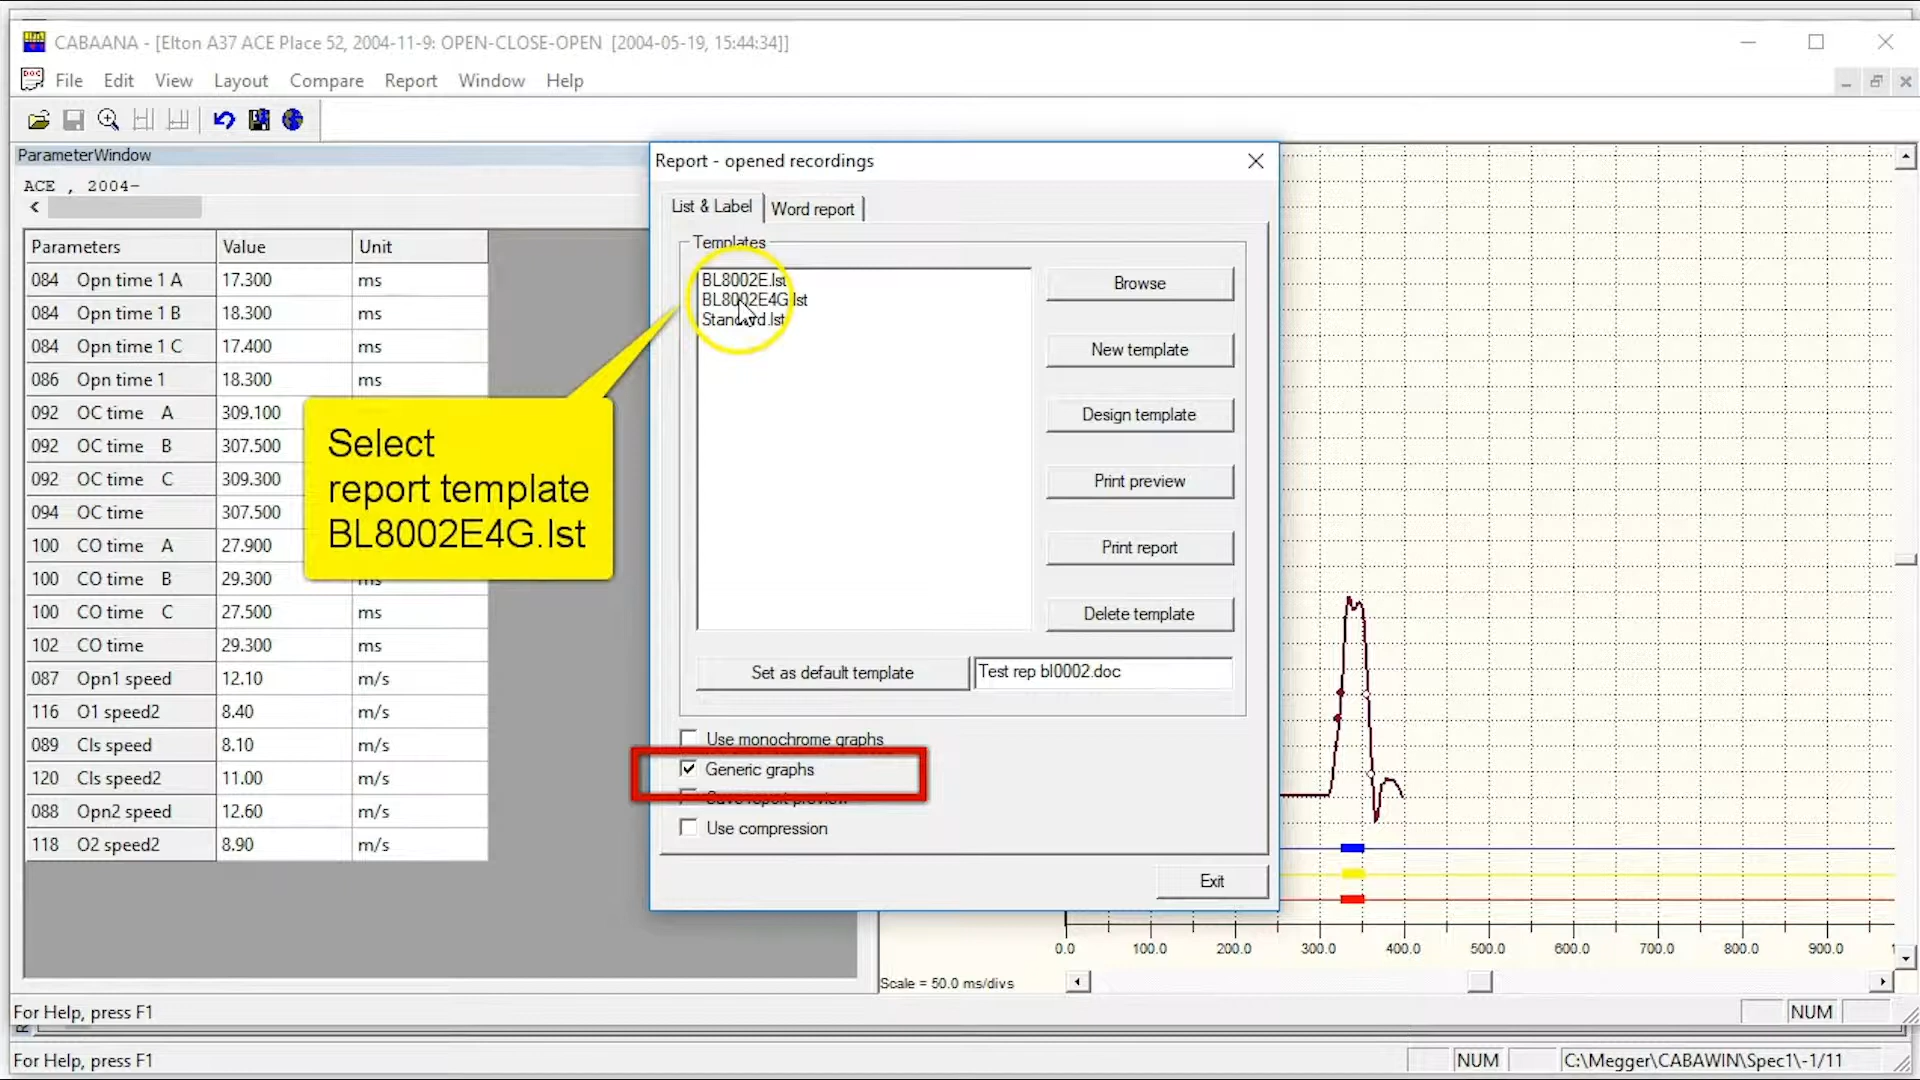 CABAANA - [Elton A37 ACE Place 52, 2004-11-9: OPEN-CLOSE-OPEN [2004-05-19, 15:44:34]]
DOC File Edit View Layout Compare Report Window Help
ParameterWindow
ACE , 2004-
Parameters Value Unit
084 Opn time 1 A 17.300 ms
084 Opn time 1 B 18.300 ms
084 Opn time 1 C 17.400 ms
086 Opn time 1 18.300 ms
092 OC time A 309.100
092 OC time B 307.500
092 OC time C 309.300
094 OC time 307.500
100 CO time A 27.900
100 CO time B 29.300 ms
100 CO time C 27.500 ms
102 CO time 29.300 ms
087 Opn1 speed 12.10 m/s
116 O1 speed2 8.40 m/s
089 Cls speed 8.10 m/s
120 Cls speed2 11.00 m/s
088 Opn2 speed 12.60 m/s
118 O2 speed2 8.90 m/s
Select
report template
BL8002E4G.lst
Report - opened recordings
List & Label Word report
Templates
BL8002E.lst
BL8002E4G.lst
Standard.lst
Browse
New template
Design template
Print preview
Print report
Delete template
Set as default template Test rep bl0002.doc
Use monochrome graphs
Generic graphs
Save report preview
Use compression
Exit
0.0 100.0 200.0 300.0 400.0 500.0 600.0 700.0 800.0 900.0
Scale = 50.0 ms/divs
For Help, press F1 NUM
For Help, press F1 NUM C:\Megger\CABAWIN\Spec1\-1/11